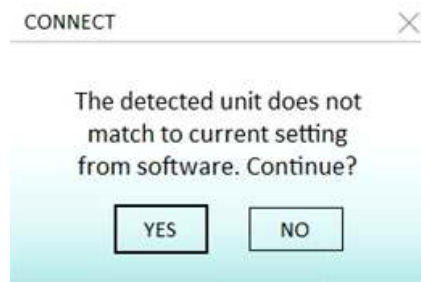 CONNECT
The detected unit does not
match to current setting
from software. Continue?
YES NO